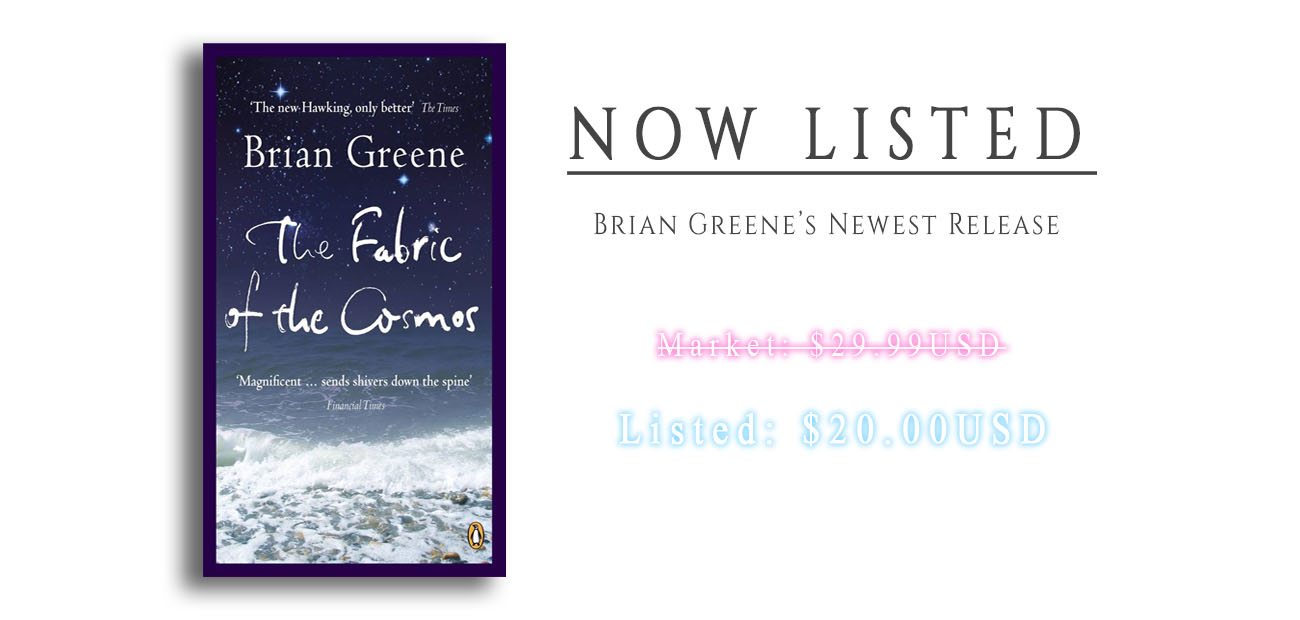 'The new Hawking, only better' The Times
Brian Greene
The Fabric
of the Cosmos
'Magnificent ... sends shivers down the spine'
Financial Times
NOW LISTED
BRIAN GREENE'S NEWEST RELEASE
Market: $29.99USD
Listed: $20.00USD